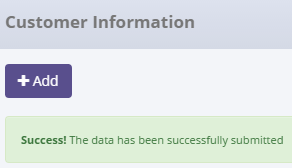 Customer Information
+ Add
Success! The data has been successfully submitted